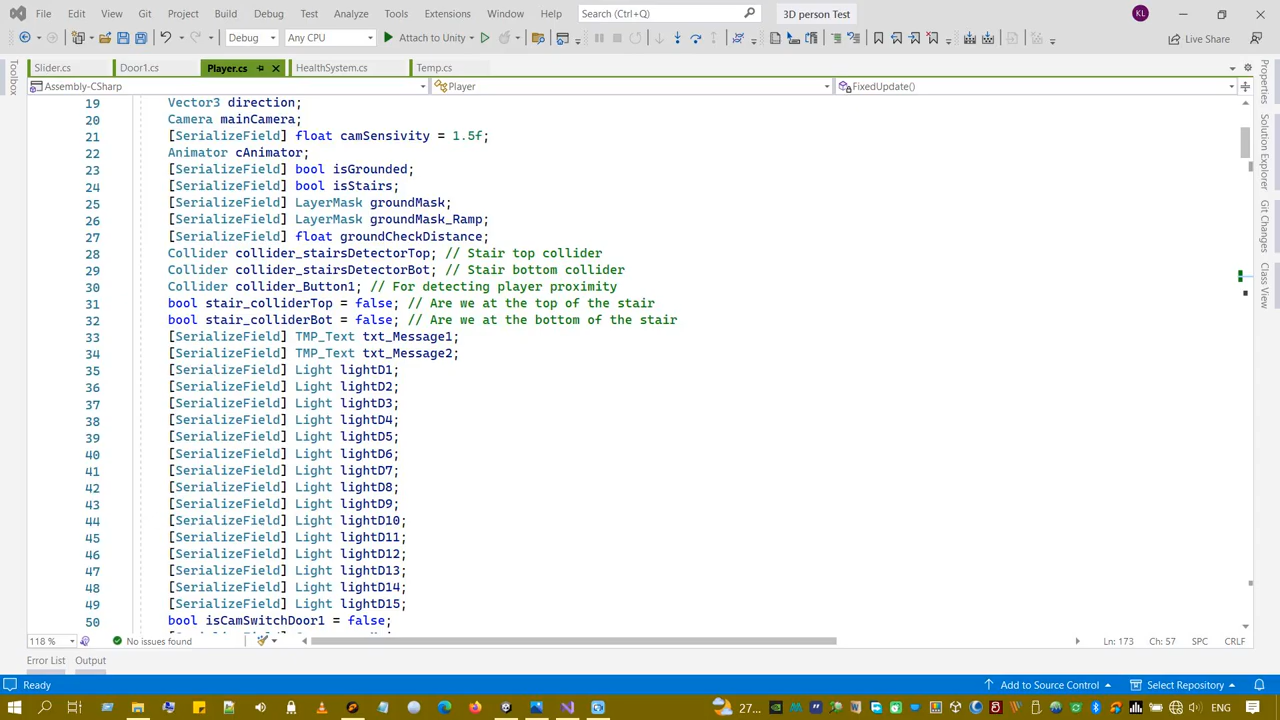 File Edit View Git Project Build Debug Test Analyze Tools Extensions Window Help Search (Ctrl+Q) 3D person Test KL
Debug Any CPU Attach to Unity Live Share
Slider.cs Door1.cs Player.cs HealthSystem.cs Temp.cs
Assembly-CSharp Player FixedUpdate()
Toolbox
Properties
Solution Explorer
Git Changes
Class View
19 Vector3 direction;
20 Camera mainCamera;
21 [SerializeField] float camSensivity = 1.5f;
22 Animator cAnimator;
23 [SerializeField] bool isGrounded;
24 [SerializeField] bool isStairs;
25 [SerializeField] LayerMask groundMask;
26 [SerializeField] LayerMask groundMask_Ramp;
27 [SerializeField] float groundCheckDistance;
28 Collider collider_stairsDetectorTop; // Stair top collider
29 Collider collider_stairsDetectorBot; // Stair bottom collider
30 Collider collider_Button1; // For detecting player proximity
31 bool stair_colliderTop = false; // Are we at the top of the stair
32 bool stair_colliderBot = false; // Are we at the bottom of the stair
33 [SerializeField] TMP_Text txt_Message1;
34 [SerializeField] TMP_Text txt_Message2;
35 [SerializeField] Light lightD1;
36 [SerializeField] Light lightD2;
37 [SerializeField] Light lightD3;
38 [SerializeField] Light lightD4;
39 [SerializeField] Light lightD5;
40 [SerializeField] Light lightD6;
41 [SerializeField] Light lightD7;
42 [SerializeField] Light lightD8;
43 [SerializeField] Light lightD9;
44 [SerializeField] Light lightD10;
45 [SerializeField] Light lightD11;
46 [SerializeField] Light lightD12;
47 [SerializeField] Light lightD13;
48 [SerializeField] Light lightD14;
49 [SerializeField] Light lightD15;
50 bool isCamSwitchDoor1 = false;
118 % No issues found Ln: 173 Ch: 57 SPC CRLF
Error List Output
Ready Add to Source Control Select Repository
27... ENG